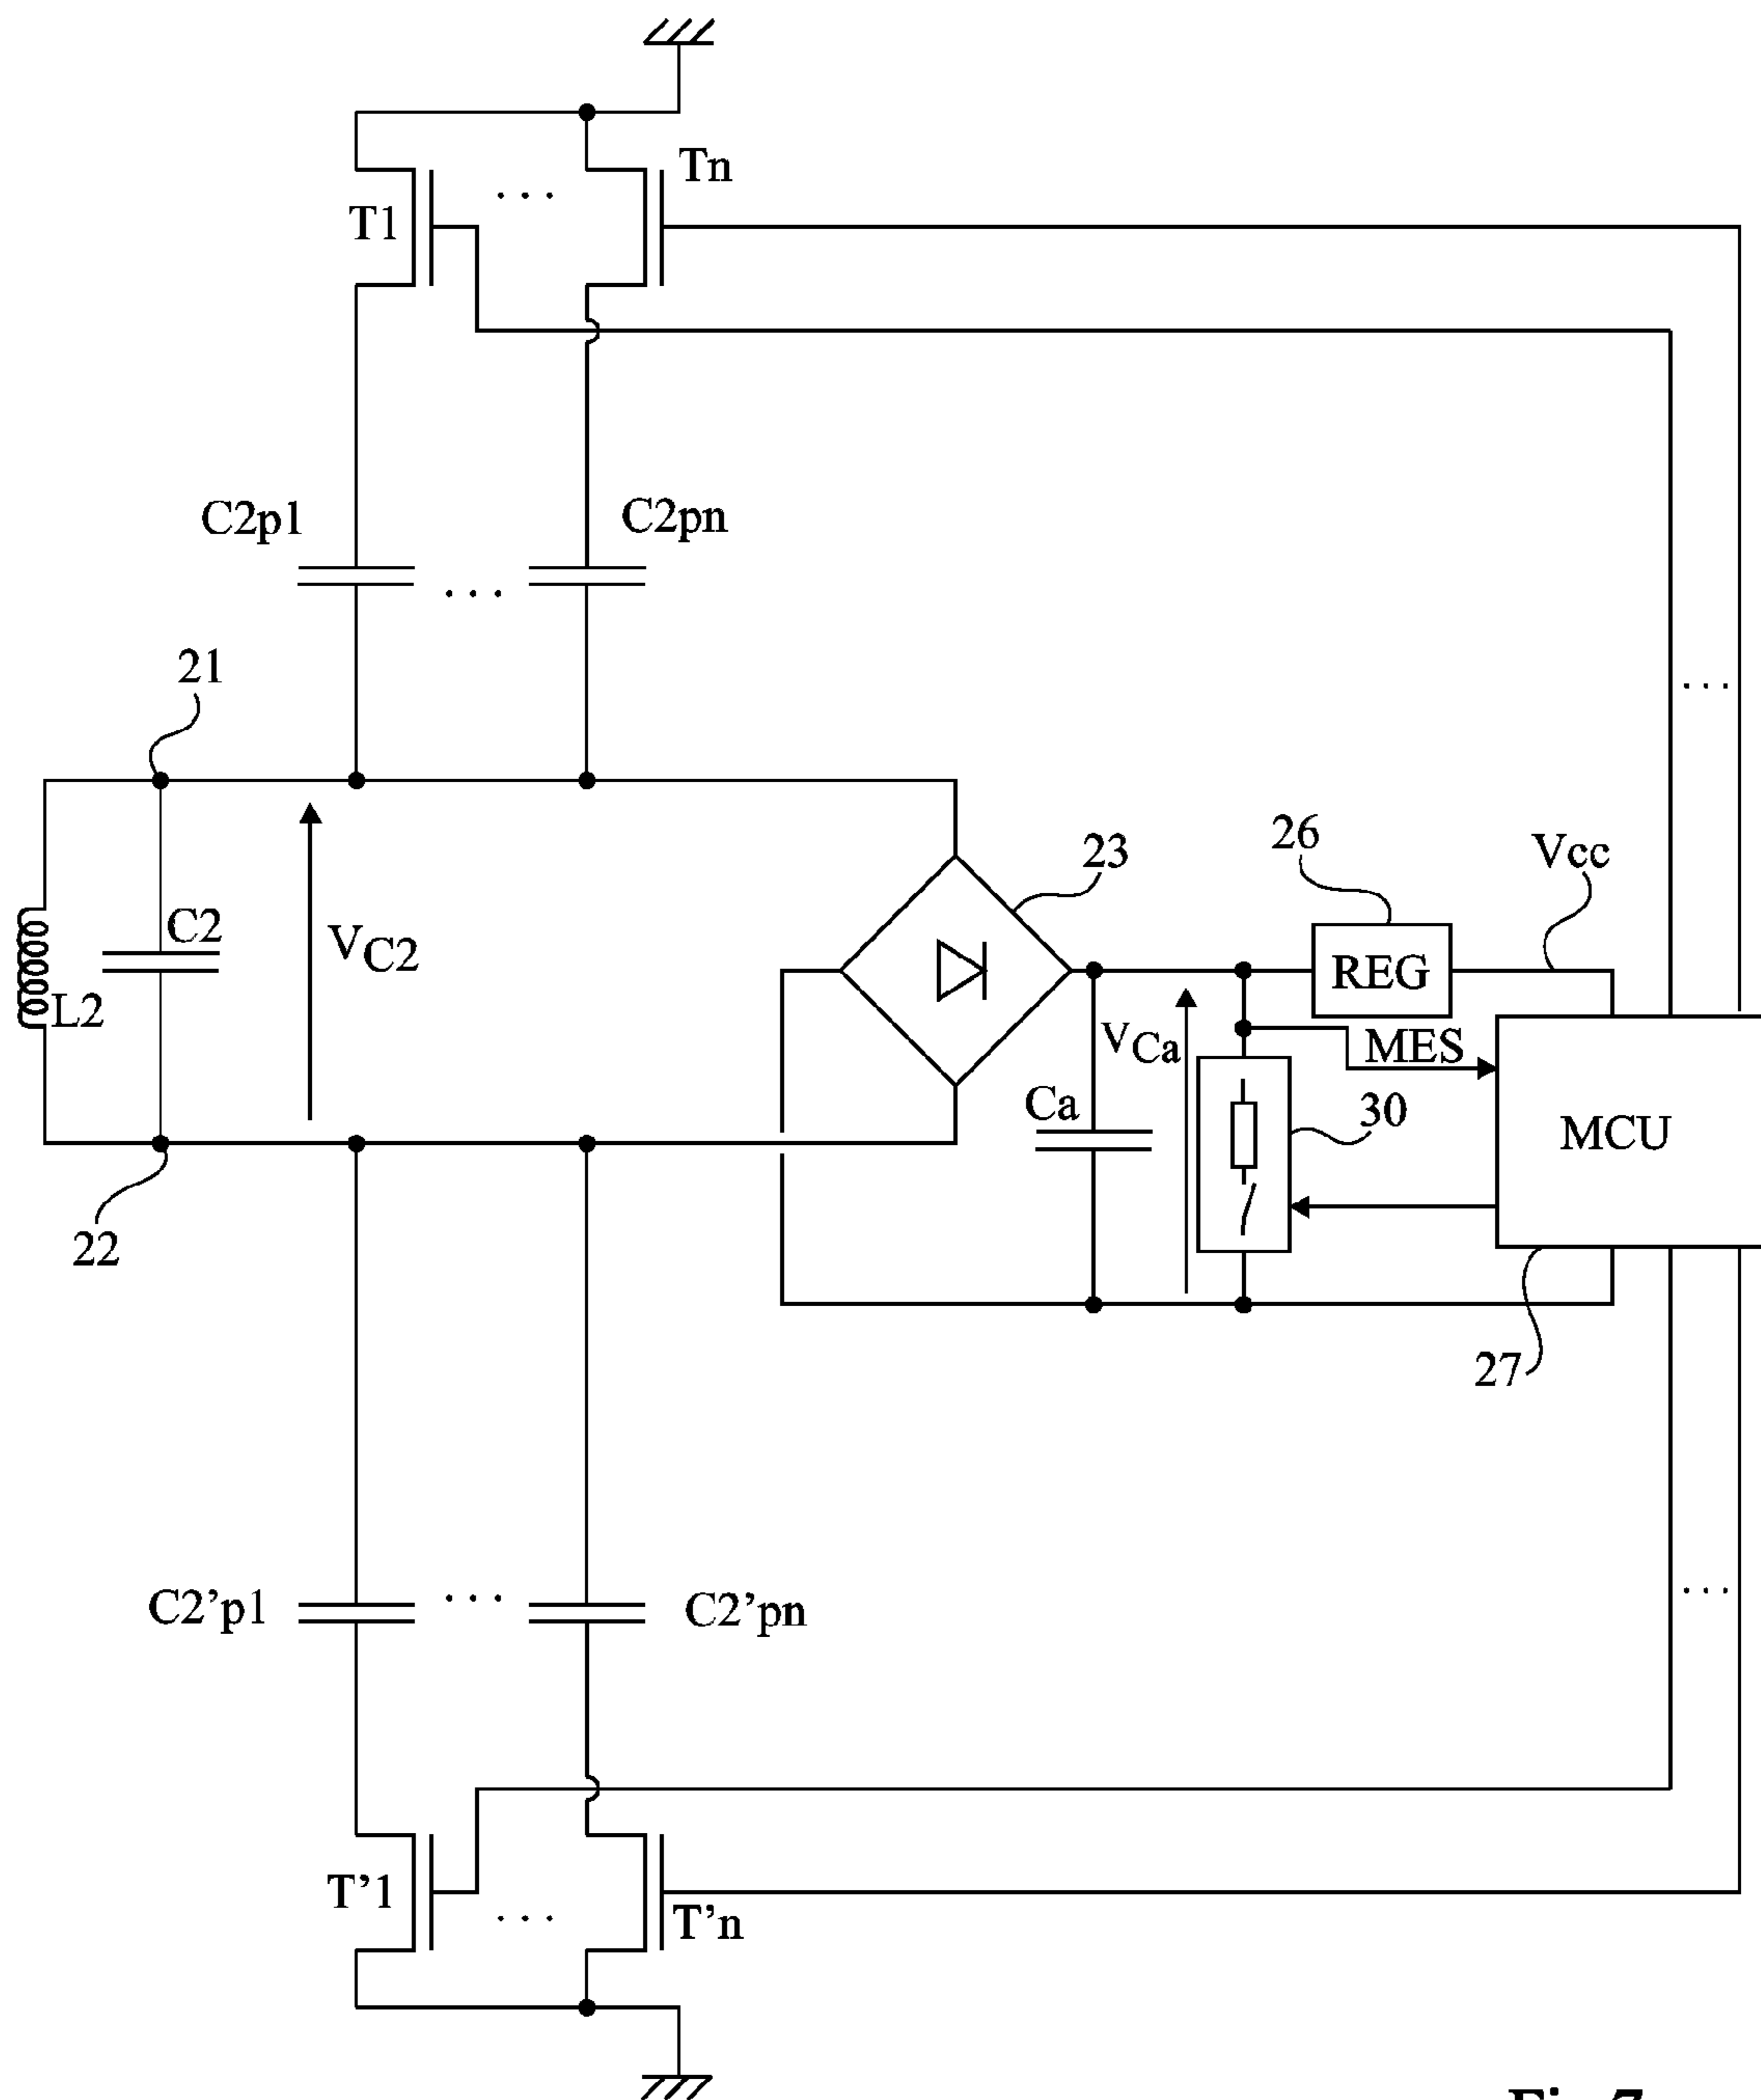 Tn
T1
. . .
C2p1
C2pn
. . .
21
. . .
23
26
Vcc
C2
VC2
L2
REG
VCa
MES
Ca
30
MCU
22
27
C2'p1
. . .
C2'pn
. . .
T'1
. . .
T'n